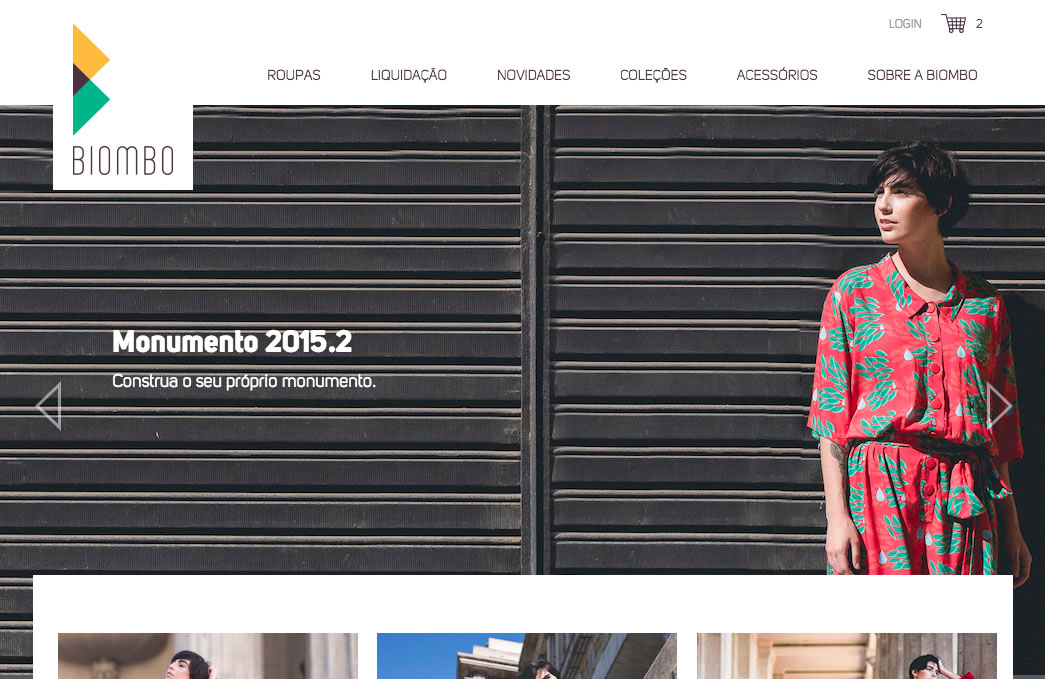 LOGIN 2
ROUPAS LIQUIDAÇÃO NOVIDADES COLEÇÕES ACESSÓRIOS SOBRE A BIOMBO
BIOMBO
Monumento 2015.2
Construa o seu próprio monumento.